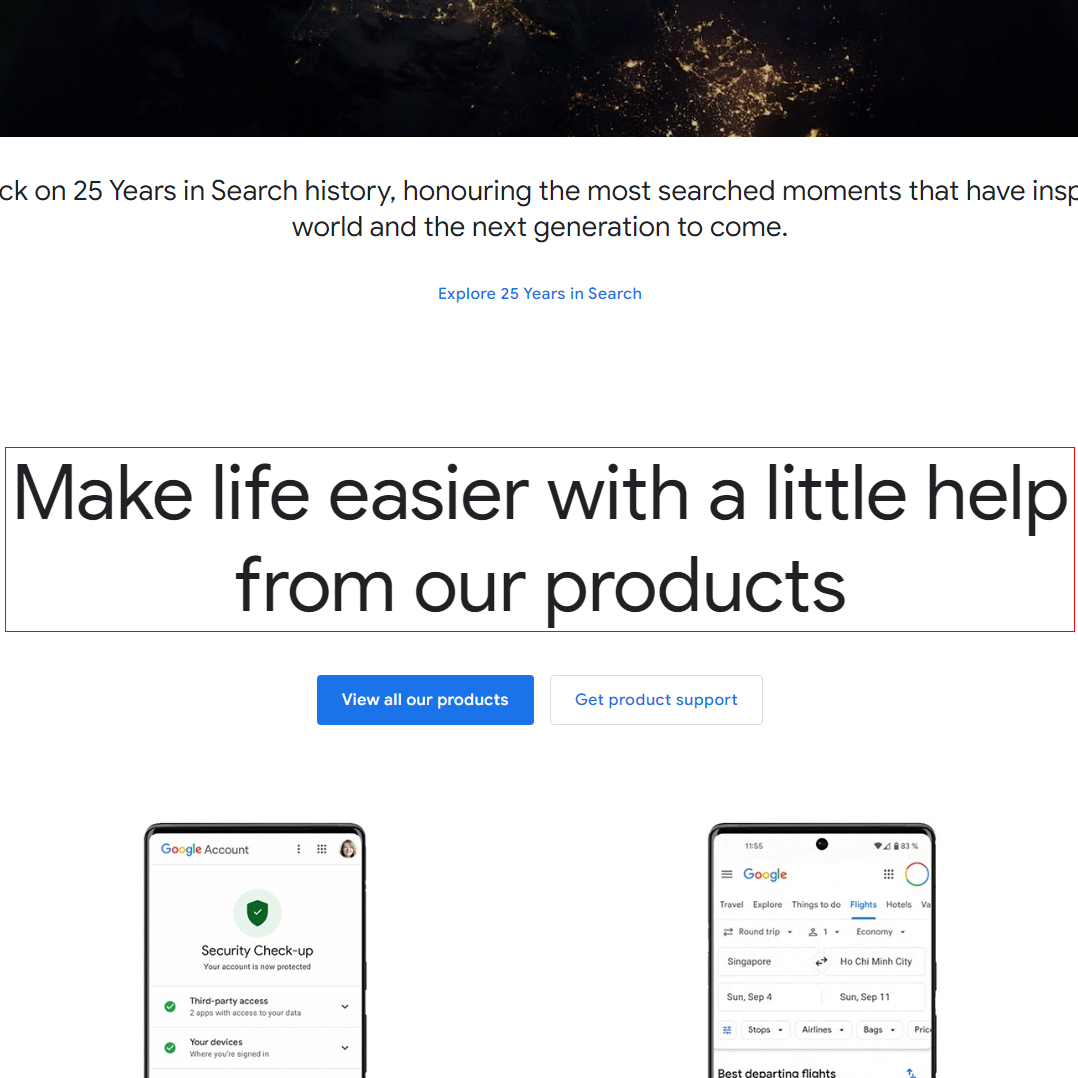 ck on 25 Years in Search history, honouring the most searched moments that have insp
world and the next generation to come.
Explore 25 Years in Search
Make life easier with a little help
from our products
View all our products
Get product support
Google Account
Security Check-up
Your account is now protected
Third-party access
2 apps with access to your data
Your devices
Where you're signed in
11:55
83 %
Google
Travel Explore Things to do Flights Hotels Va
Round trip 1 Economy
Singapore Ho Chi Minh City
Sun, Sep 4 Sun, Sep 11
Stops Airlines Bags Pric
Best departing flights